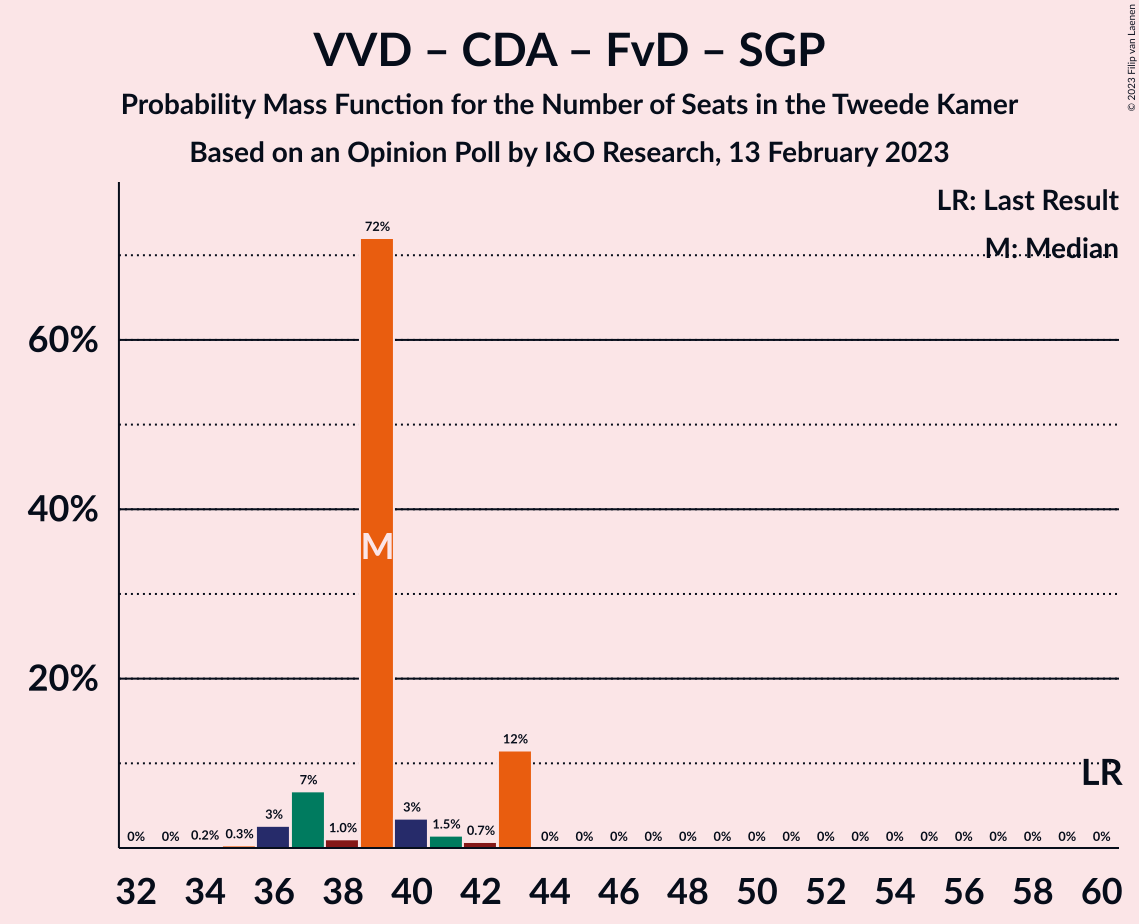 VVD – CDA – FvD – SGP
Probability Mass Function for the Number of Seats in the Tweede Kamer
Based on an Opinion Poll by I&O Research, 13 February 2023
© 2023 Filip van Laenen
LR: Last Result
M: Median
60%
40%
20%
0% 0% 0.2% 0.3% 3% 7% 1.0% 72% 3% 1.5% 0.7% 12% 0% 0% 0% 0% 0% 0% 0% 0% 0% 0% 0% 0% 0% 0% 0% 0% 0%
M
LR
32 34 36 38 40 42 44 46 48 50 52 54 56 58 60